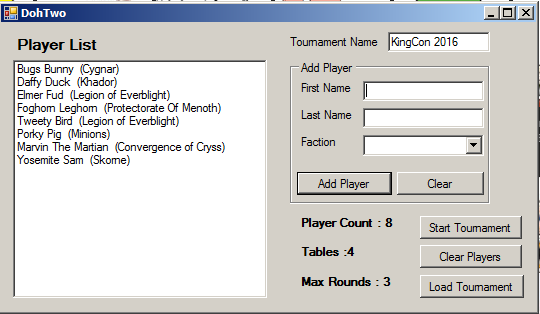 DohTwo
Player List
Bugs Bunny (Cygnar)
Daffy Duck (Khador)
Elmer Fud (Legion of Everblight)
Foghorn Leghorn (Protectorate Of Menoth)
Tweety Bird (Legion of Everblight)
Porky Pig (Minions)
Marvin The Martian (Convergence of Cryss)
Yosemite Sam (Skorne)
Tournament Name KingCon 2016
Add Player
First Name
Last Name
Faction
Add Player Clear
Player Count : 8 Start Tournament
Tables :4 Clear Players
Max Rounds : 3 Load Tournament